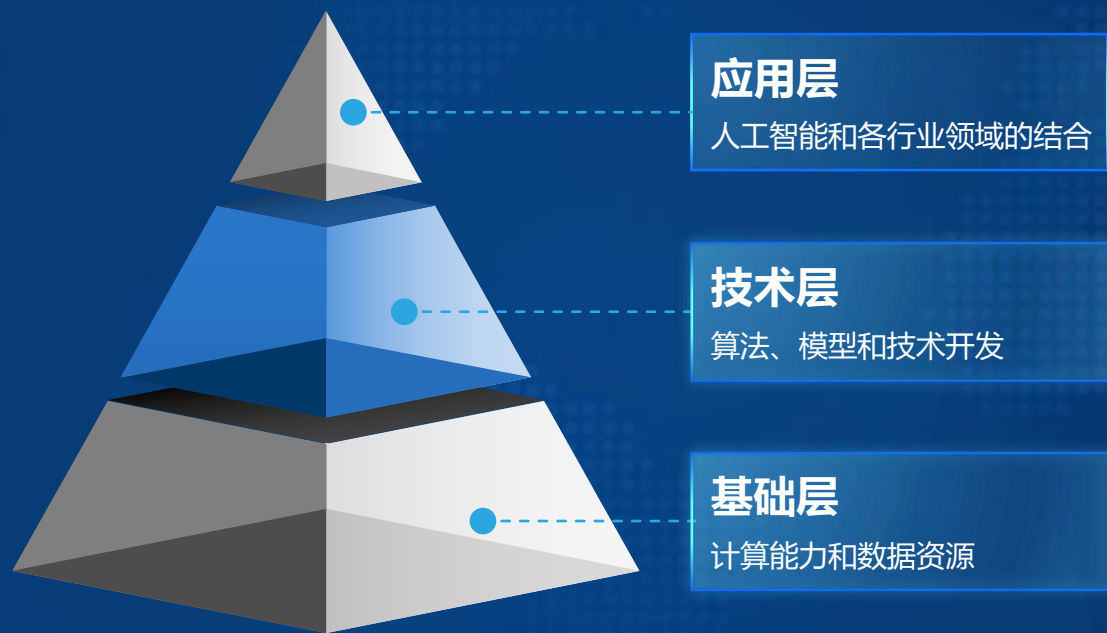 应用层
人工智能和各行业领域的结合
技术层
算法、模型和技术开发
基础层
计算能力和数据资源